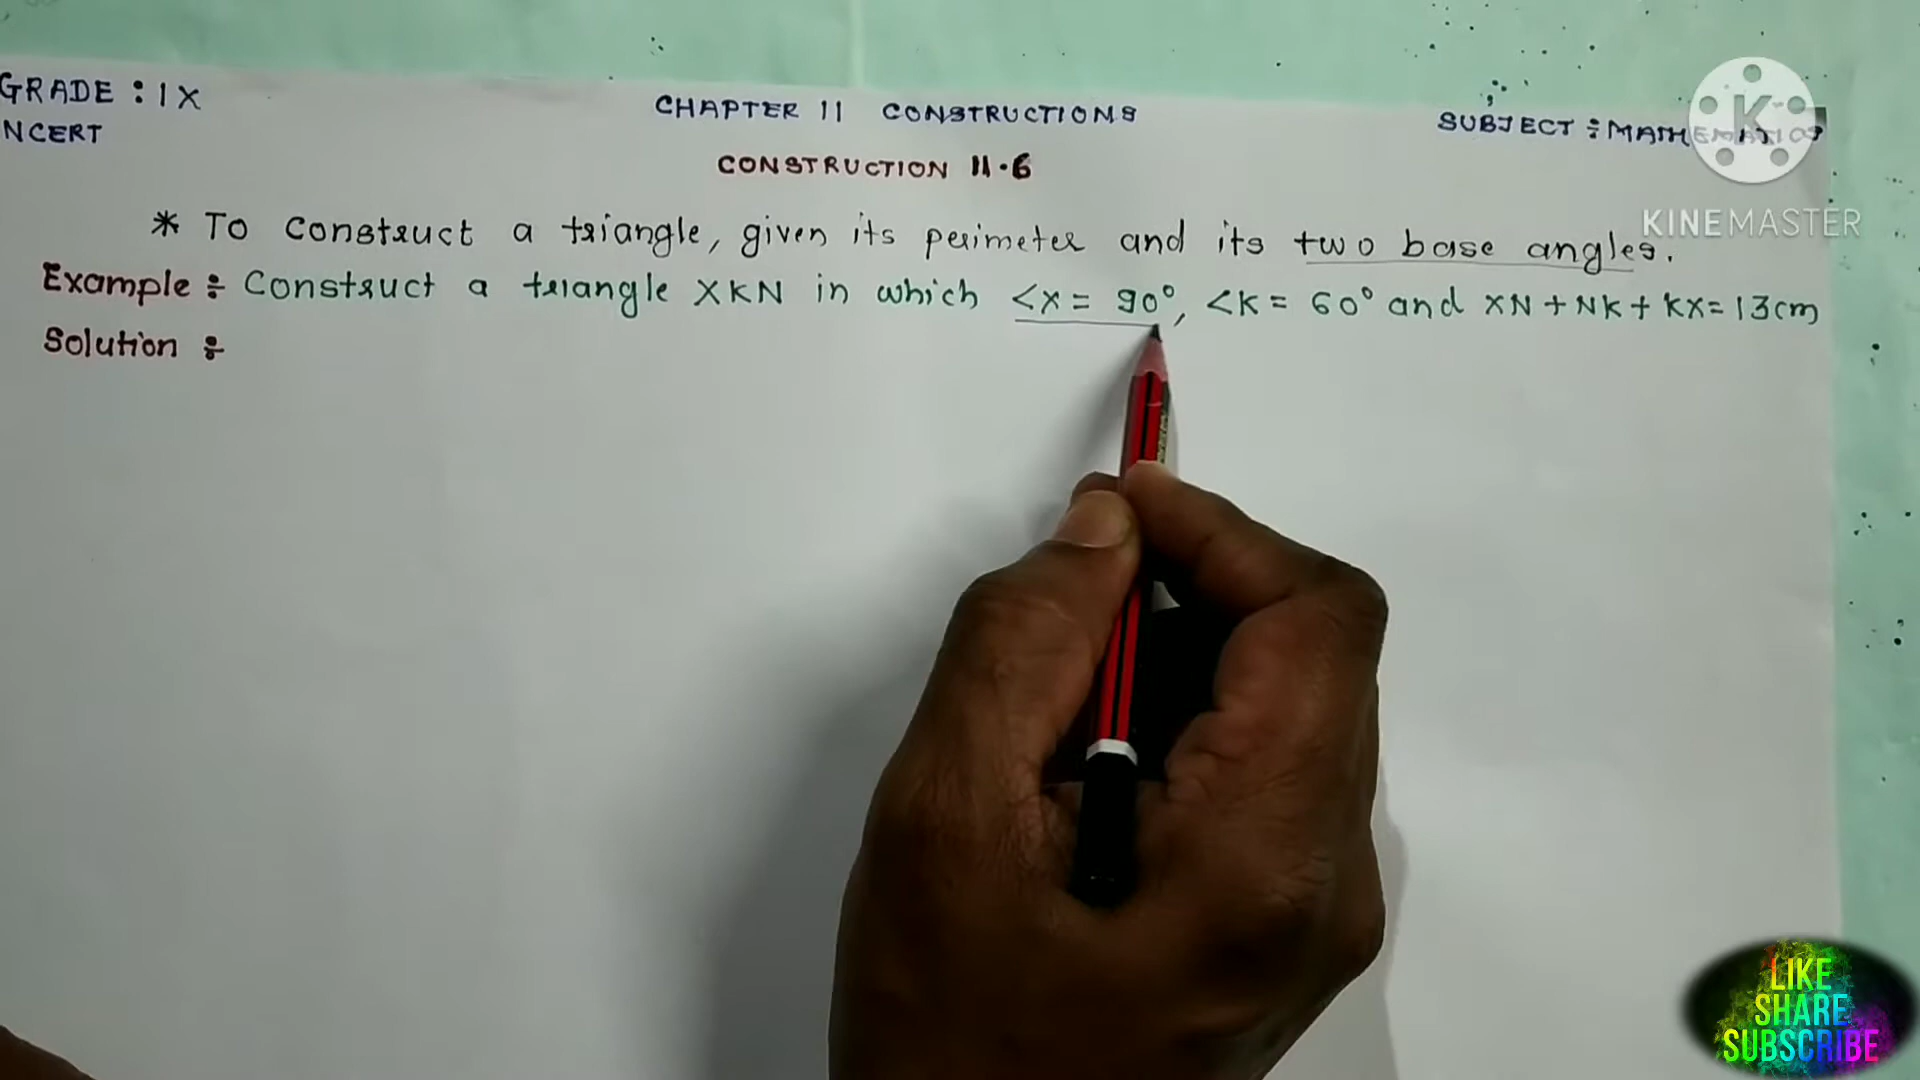 GRADE : IX
NCERT
CHAPTER 11 CONSTRUCTIONS
SUBJECT : MATHEMATICS
CONSTRUCTION 11.6
* To construct a triangle, given its perimeter and its two base angles.
Example : Construct a triangle XKN in which <X = 90°, <K = 60° and XN + NK + KX = 13cm
Solution :
K
KINEMASTER
LIKE
SHARE
SUBSCRIBE